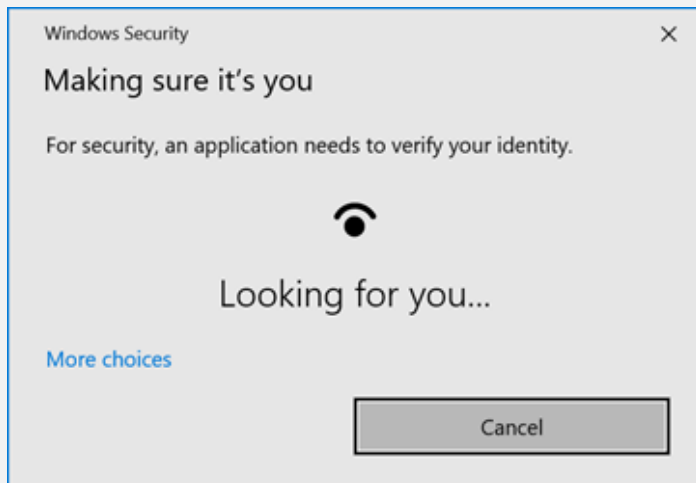 Windows Security
Making sure it's you
For security, an application needs to verify your identity.
Looking for you...
More choices
Cancel